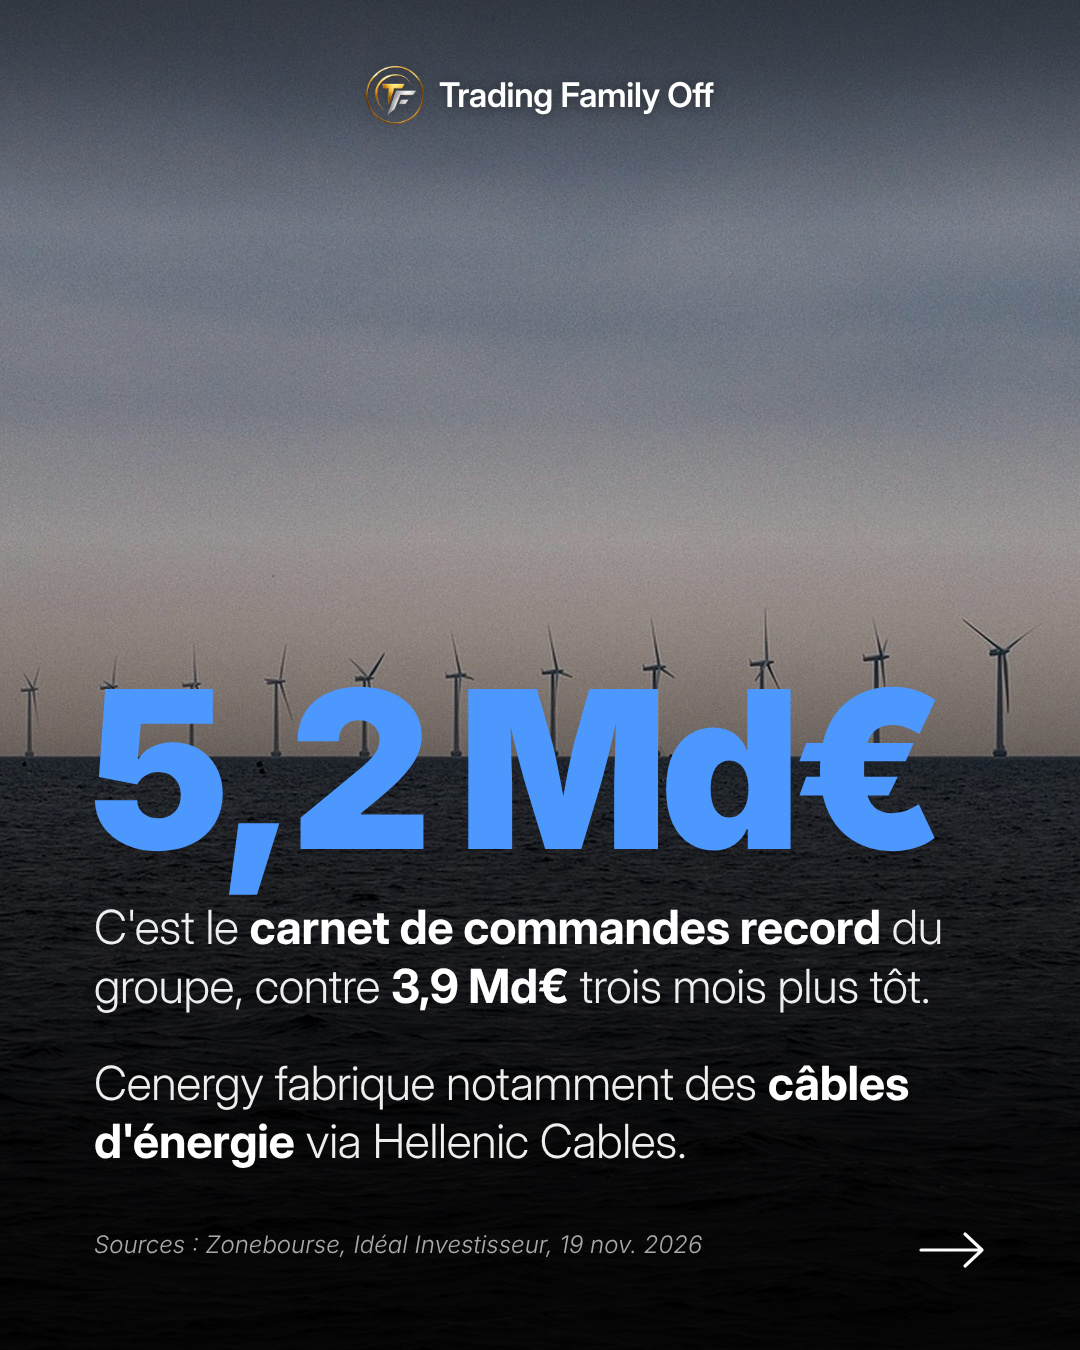 TF Trading Family Off
5,2 Md€
C'est le carnet de commandes record du
groupe, contre 3,9 Md€ trois mois plus tôt.
Cenergy fabrique notamment des câbles
d'énergie via Hellenic Cables.
Sources : Zonebourse, Idéal Investisseur, 19 nov. 2026